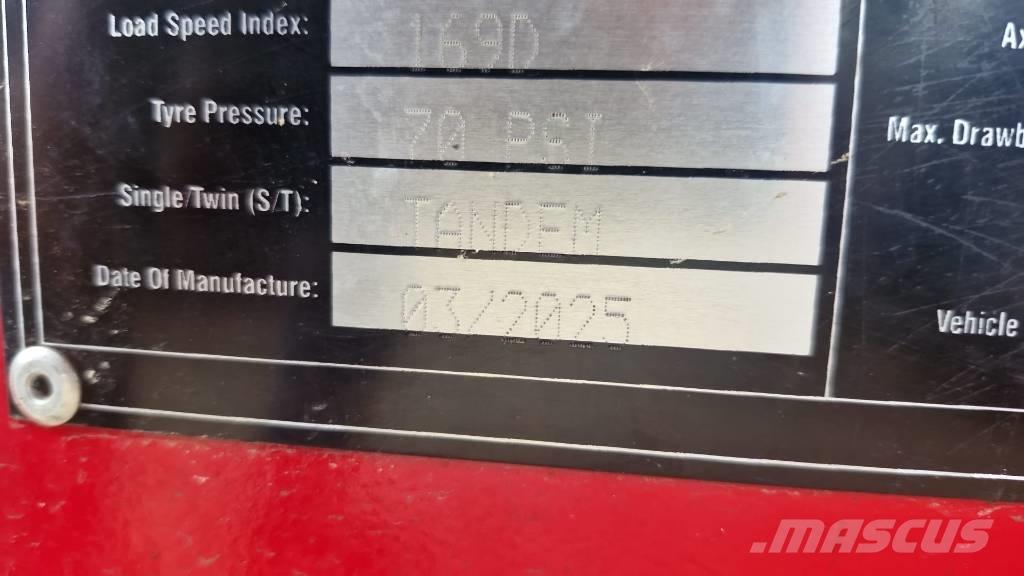 Load Speed Index: 169D
Tyre Pressure: 70 PSI
Single/Twin (S/T): TANDEM
Date Of Manufacture: 03/2025
Ax
Max. Drawb
Vehicle
MASCUS